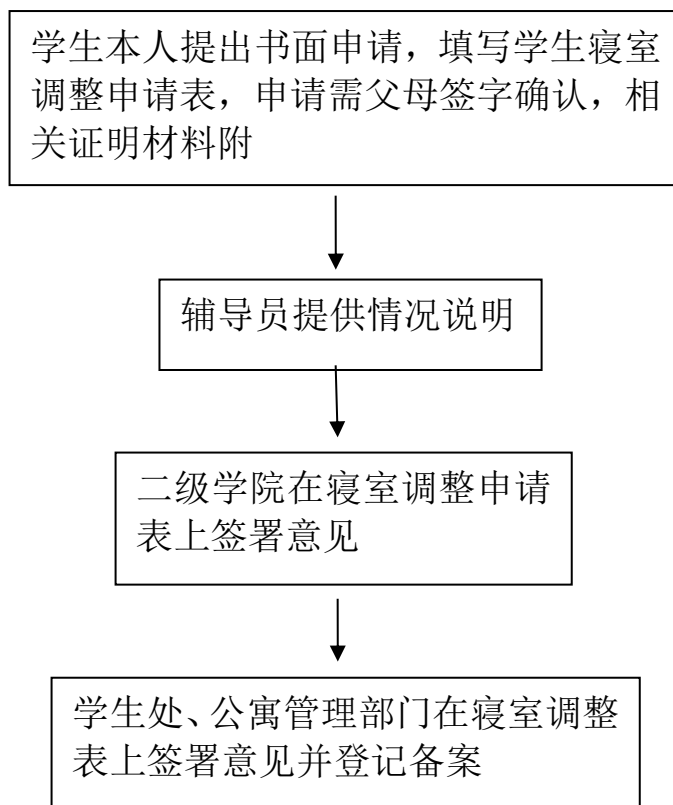 学生本人提出书面申请，填写学生寝室
调整申请表，申请需父母签字确认，相
关证明材料附
辅导员提供情况说明
二级学院在寝室调整申请
表上签署意见
学生处、公寓管理部门在寝室调整
表上签署意见并登记备案